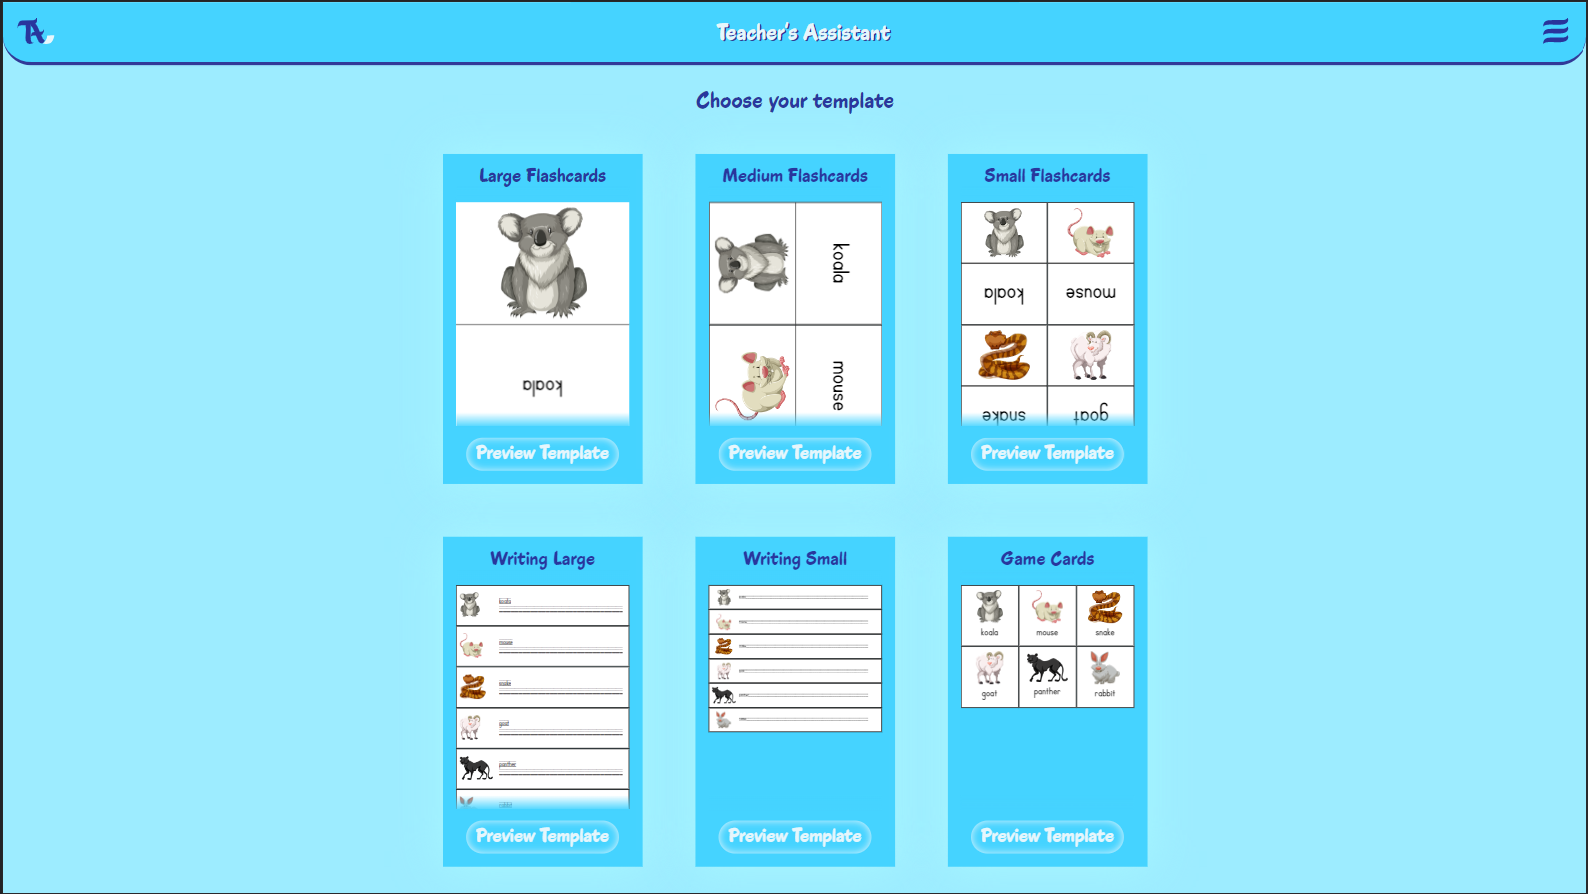 TA
Teacher's Assistant
Choose your template
Large Flashcards
koala
Preview Template
Medium Flashcards
koala
mouse
Preview Template
Small Flashcards
koala mouse
snake goat
Preview Template
Writing Large
koala
mouse
snake
goat
panther
Preview Template
Writing Small
Preview Template
Game Cards
koala mouse snake
goat panther rabbit
Preview Template